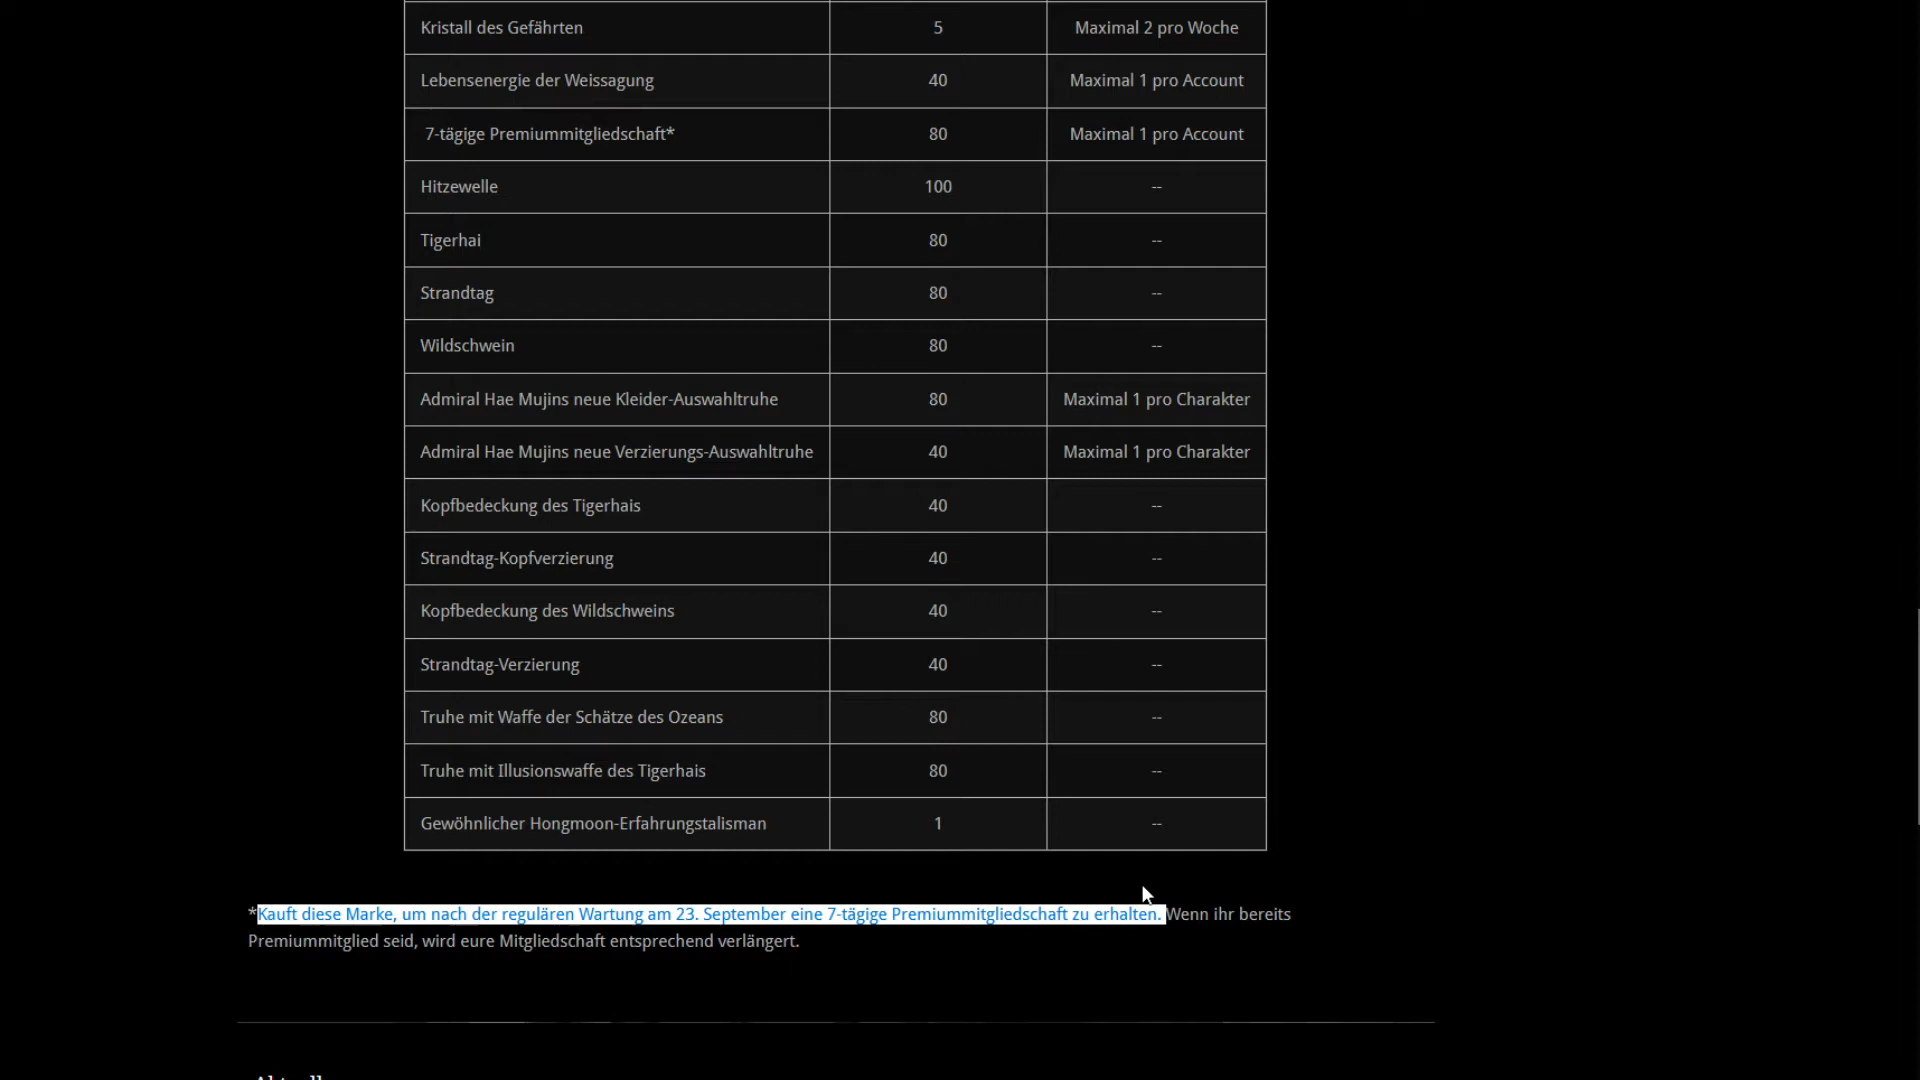 Kristall des Gefährten 5 Maximal 2 pro Woche
Lebensenergie der Weissagung 40 Maximal 1 pro Account
7-tägige Premiummitgliedschaft* 80 Maximal 1 pro Account
Hitzewelle 100 --
Tigerhai 80 --
Strandtag 80 --
Wildschwein 80 --
Admiral Hae Mujins neue Kleider-Auswahltruhe 80 Maximal 1 pro Charakter
Admiral Hae Mujins neue Verzierungs-Auswahltruhe 40 Maximal 1 pro Charakter
Kopfbedeckung des Tigerhais 40 --
Strandtag-Kopfverzierung 40 --
Kopfbedeckung des Wildschweins 40 --
Strandtag-Verzierung 40 --
Truhe mit Waffe der Schätze des Ozeans 80 --
Truhe mit Illusionswaffe des Tigerhais 80 --
Gewöhnlicher Hongmoon-Erfahrungstalisman 1 --
*Kauft diese Marke, um nach der regulären Wartung am 23. September eine 7-tägige Premiummitgliedschaft zu erhalten. Wenn ihr bereits
Premiummitglied seid, wird eure Mitgliedschaft entsprechend verlängert.